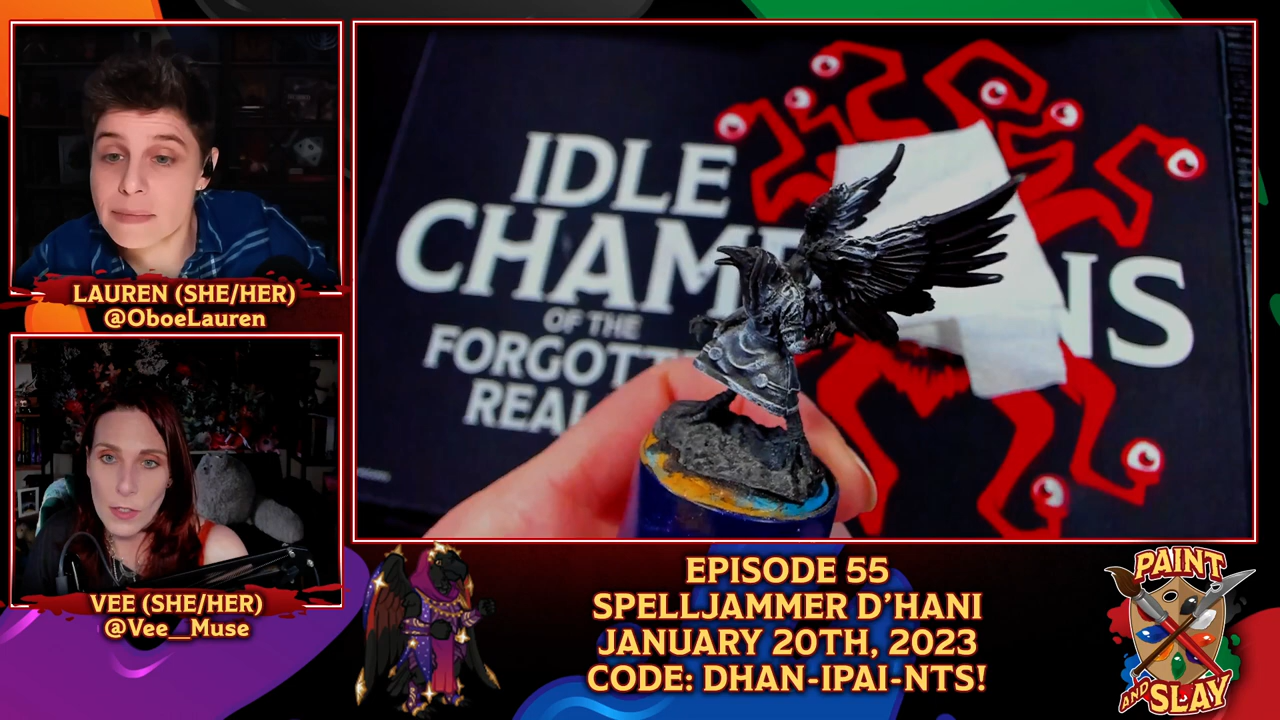 LAUREN (SHE/HER)
@OboeLauren
VEE (SHE/HER)
@Vee__Muse
IDLE
CHAM NS
OF THE
FORGOTT
REAL
EPISODE 55
SPELLJAMMER D'HANI
JANUARY 20TH, 2023
CODE: DHAN-IPAI-NTS!
PAINT
AND SLAY